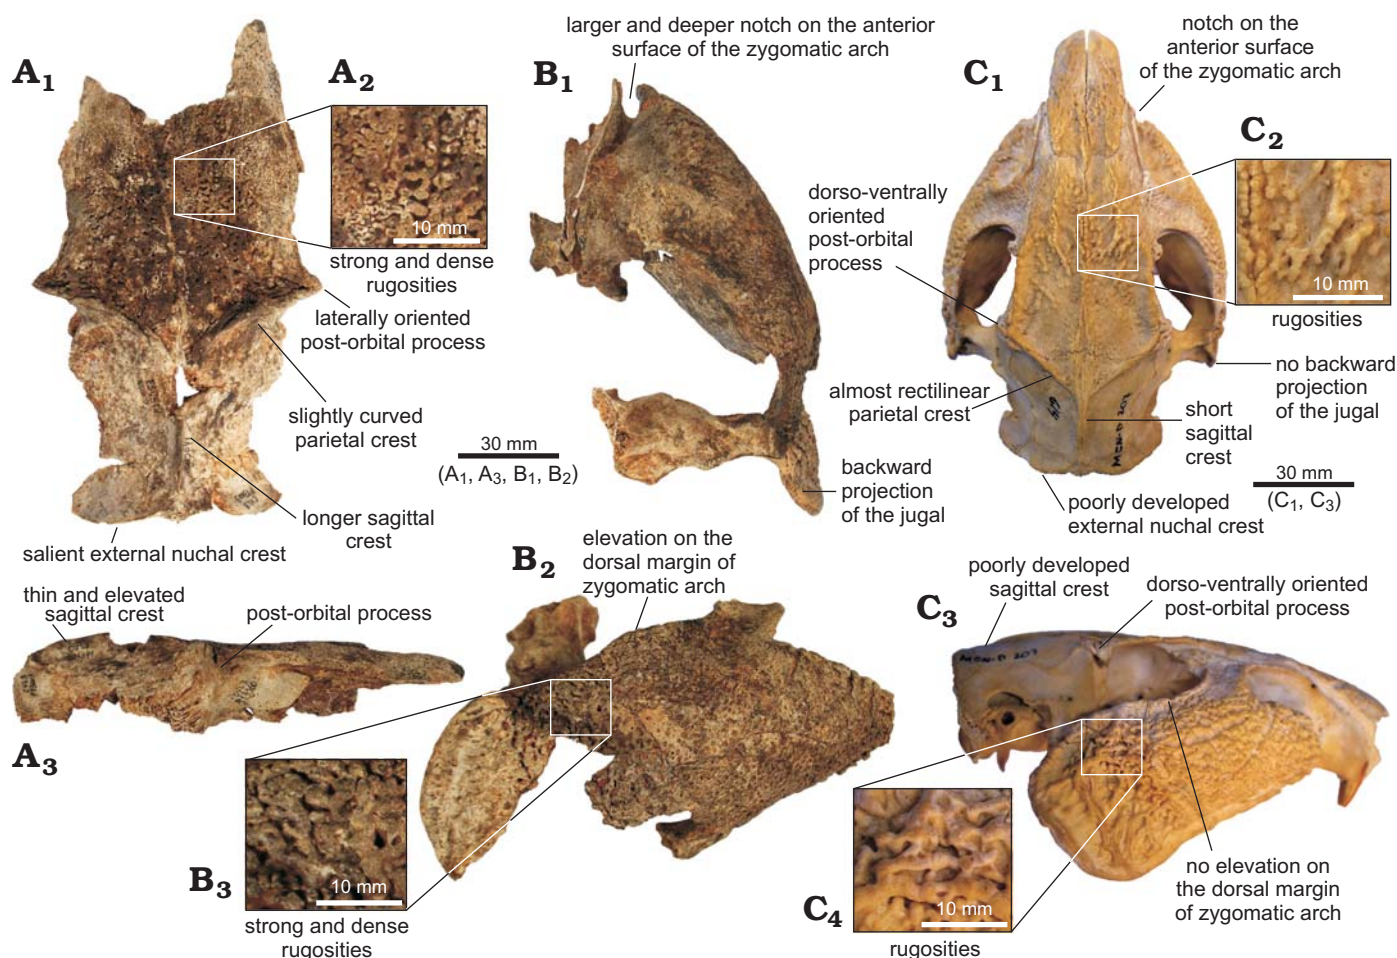 A1
A2
10 mm
strong and dense
rugosities
laterally oriented
post-orbital process
slightly curved
parietal crest
30 mm
(A1, A3, B1, B2)
longer sagittal
crest
salient external nuchal crest
larger and deeper notch on the anterior
surface of the zygomatic arch
B1
dorso-ventrally
oriented
post-orbital
process
almost rectilinear
parietal crest
backward
projection
of the jugal
C1
notch on the
anterior surface
of the zygomatic arch
C2
10 mm
rugosities
no backward
projection
of the jugal
short
sagittal
crest
poorly developed
external nuchal crest
30 mm
(C1, C3)
thin and elevated
sagittal crest
post-orbital process
A3
B2
elevation on the
dorsal margin of
zygomatic arch
B3
10 mm
strong and dense
rugosities
poorly developed
sagittal crest
dorso-ventrally oriented
post-orbital process
C3
MCN-D 207
C4
10 mm
rugosities
no elevation on
the dorsal margin
of zygomatic arch